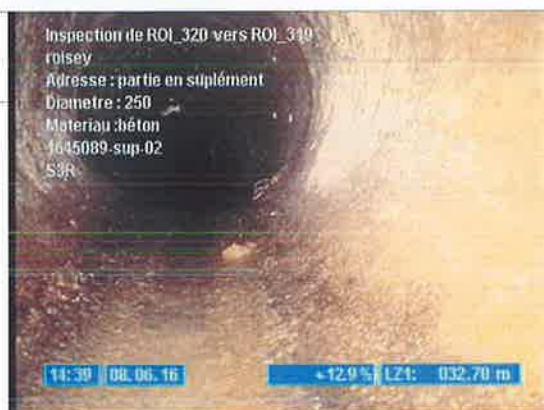 Inspection de ROI_320 vers ROI_319
roisey
Adresse : partie en suplément
Diametre : 250
Materiau :béton
1645089-sup-02
S3R
14:39 08.06.16 +12.9 % LZ1: 032.70 m